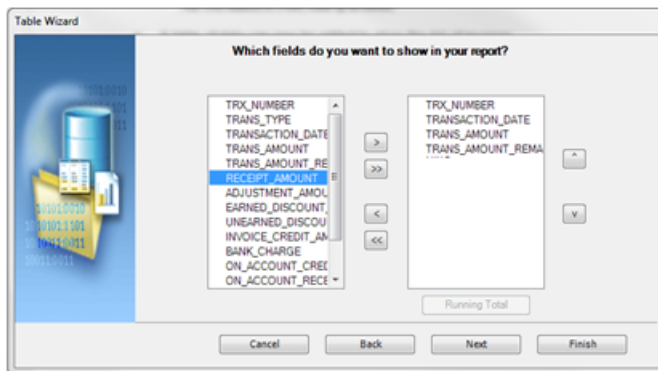 Table Wizard
Which fields do you want to show in your report?
TRX_NUMBER
TRANS_TYPE
TRANSACTION_DATE
TRANS_AMOUNT
TRANS_AMOUNT_RE
RECEIPT_AMOUNT
ADJUSTMENT_AMOU
EARNED_DISCOUNT
UNEARNED_DISCOU
INVOICE_CREDIT_AM
BANK_CHARGE
ON_ACCOUNT_CRED
ON_ACCOUNT_RECE
>
>>
<
<<
TRX_NUMBER
TRANSACTION_DATE
TRANS_AMOUNT
TRANS_AMOUNT_REMA
^
v
Running Total
Cancel Back Next Finish